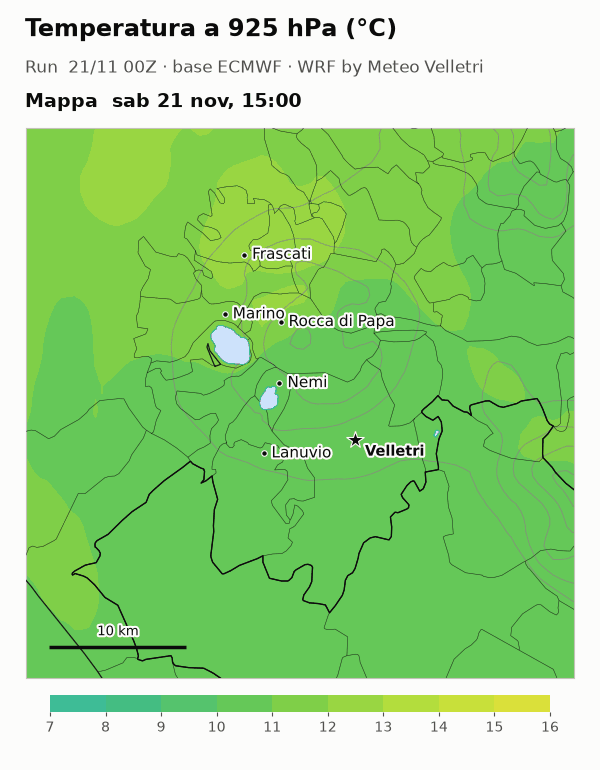 Temperatura a 925 hPa (°C)
Run  21/11 00Z · base ECMWF · WRF by Meteo Velletri
Mappa  sab 21 nov, 15:00
Frascati
Marino
Rocca di Papa
Nemi
Velletri
Lanuvio
10 km
7 8 9 10 11 12 13 14 15 16